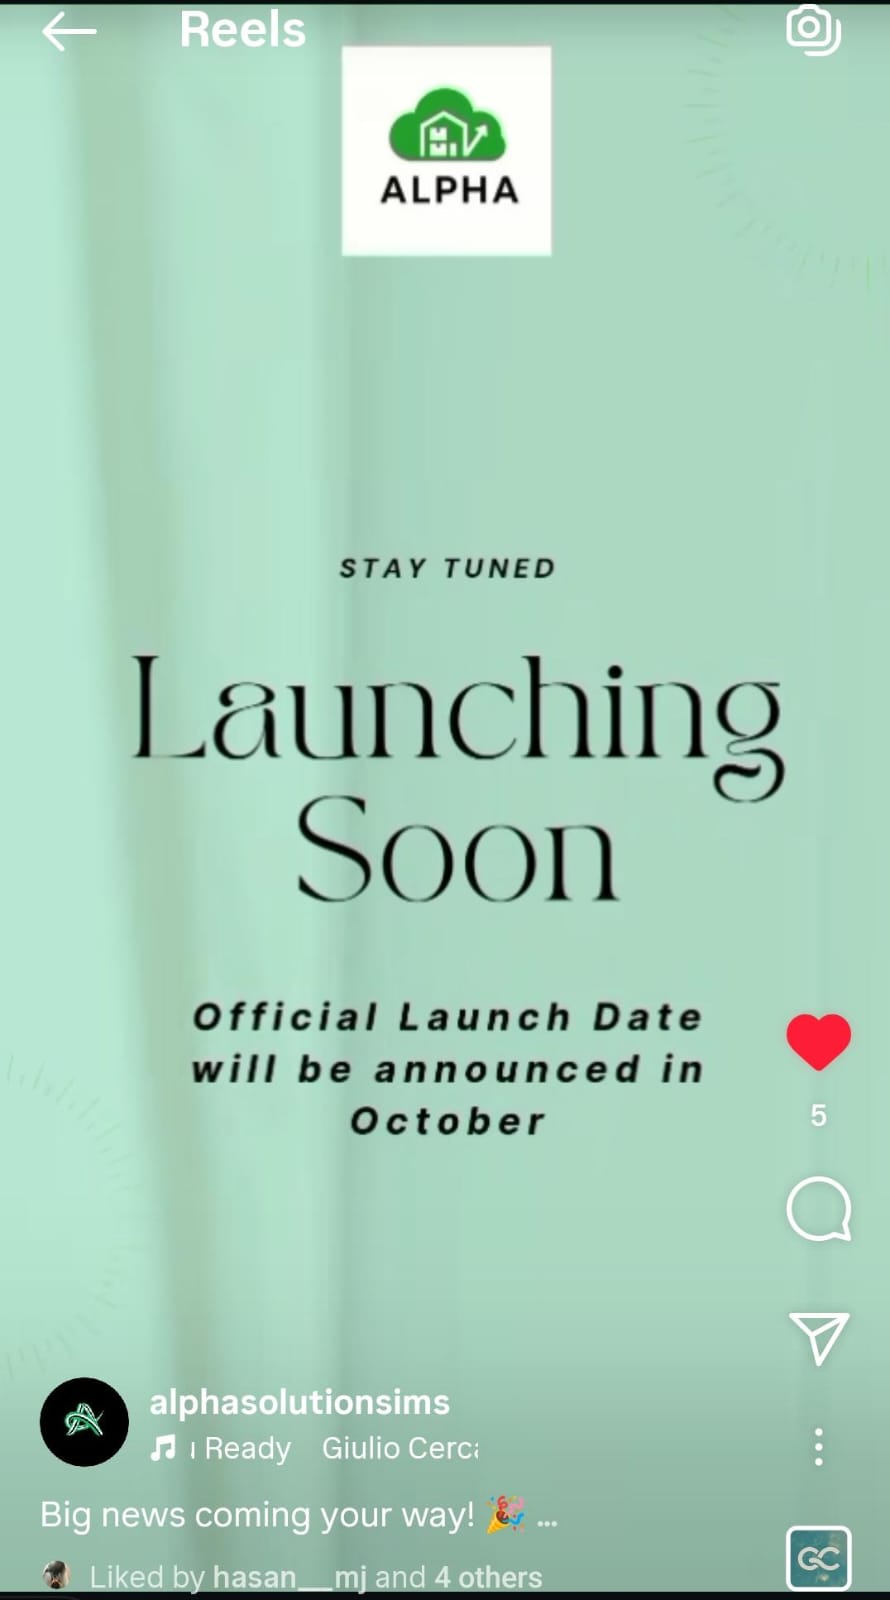 Reels
ALPHA
STAY TUNED
Launching
Soon
Official Launch Date
will be announced in
October
5
alphasolutionsims
Ready Giulio Cerc
Big news coming your way! 🎉 ...
Liked by hasan__mj and 4 others
GC